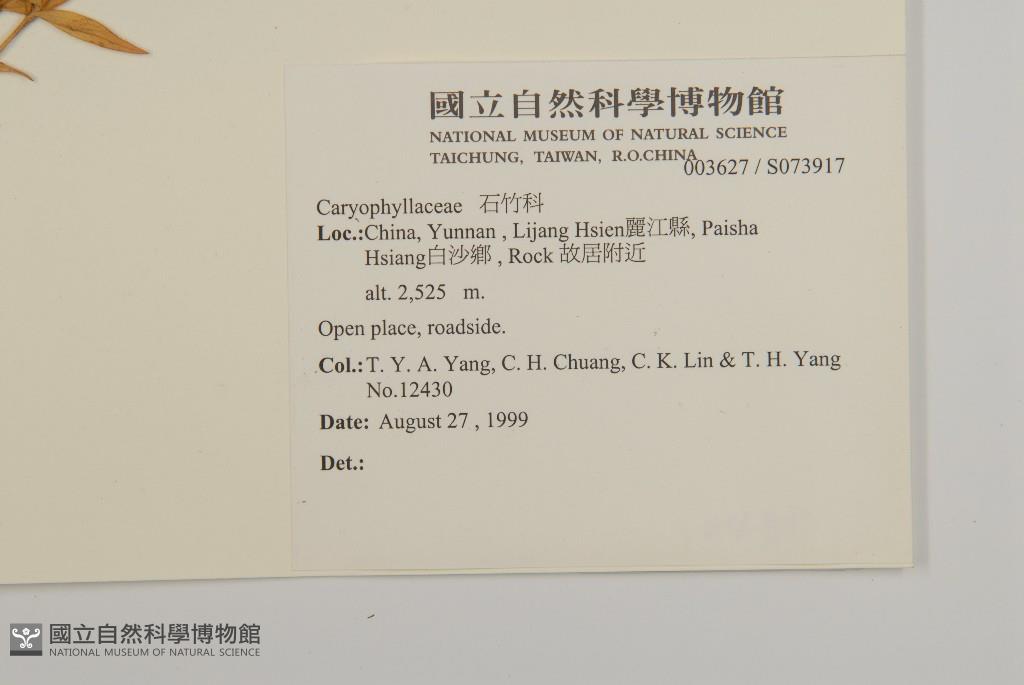 國立自然科學博物館
NATIONAL MUSEUM OF NATURAL SCIENCE
TAICHUNG, TAIWAN, R.O.CHINA
003627 / S073917
Caryophyllaceae 石竹科
Loc.:China, Yunnan , Lijang Hsien麗江縣, Paisha
Hsiang白沙鄉 , Rock 故居附近
alt. 2,525 m.
Open place, roadside.
Col.: T. Y. A. Yang, C. H. Chuang, C. K. Lin & T. H. Yang
No.12430
Date: August 27 , 1999
Det.:
國立自然科學博物館
NATIONAL MUSEUM OF NATURAL SCIENCE